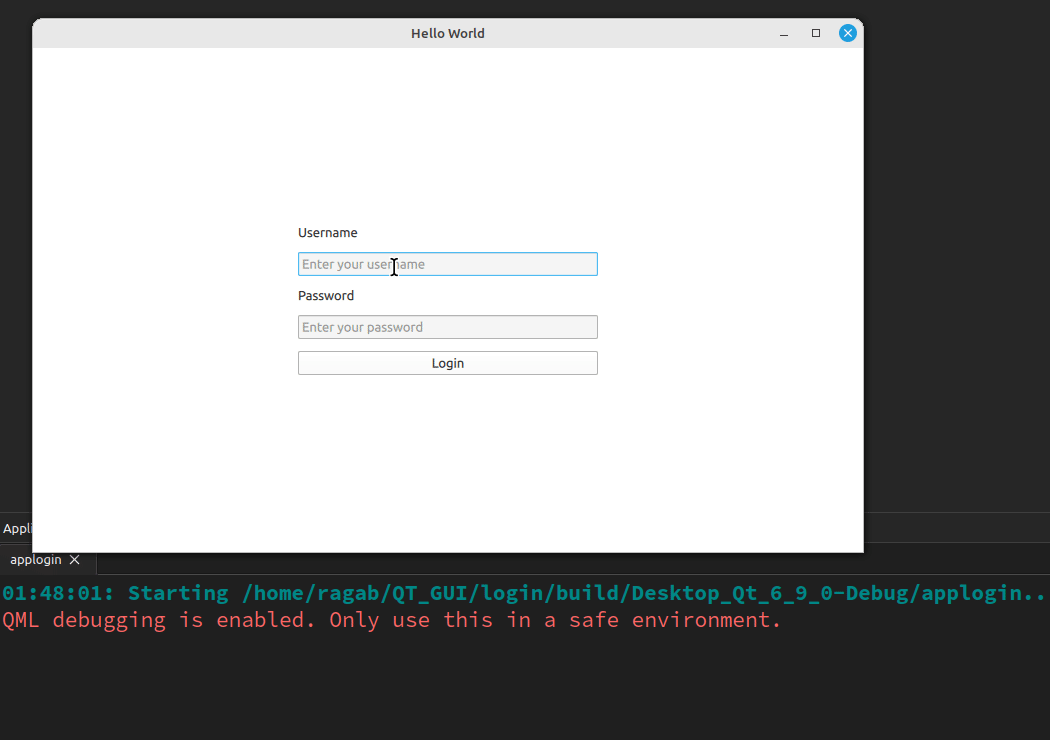 Hello World
Username
Enter your username
Password
Enter your password
Login
Appli
applogin
01:48:01: Starting /home/ragab/QT_GUI/login/build/Desktop_Qt_6_9_0-Debug/applogin..
QML debugging is enabled. Only use this in a safe environment.